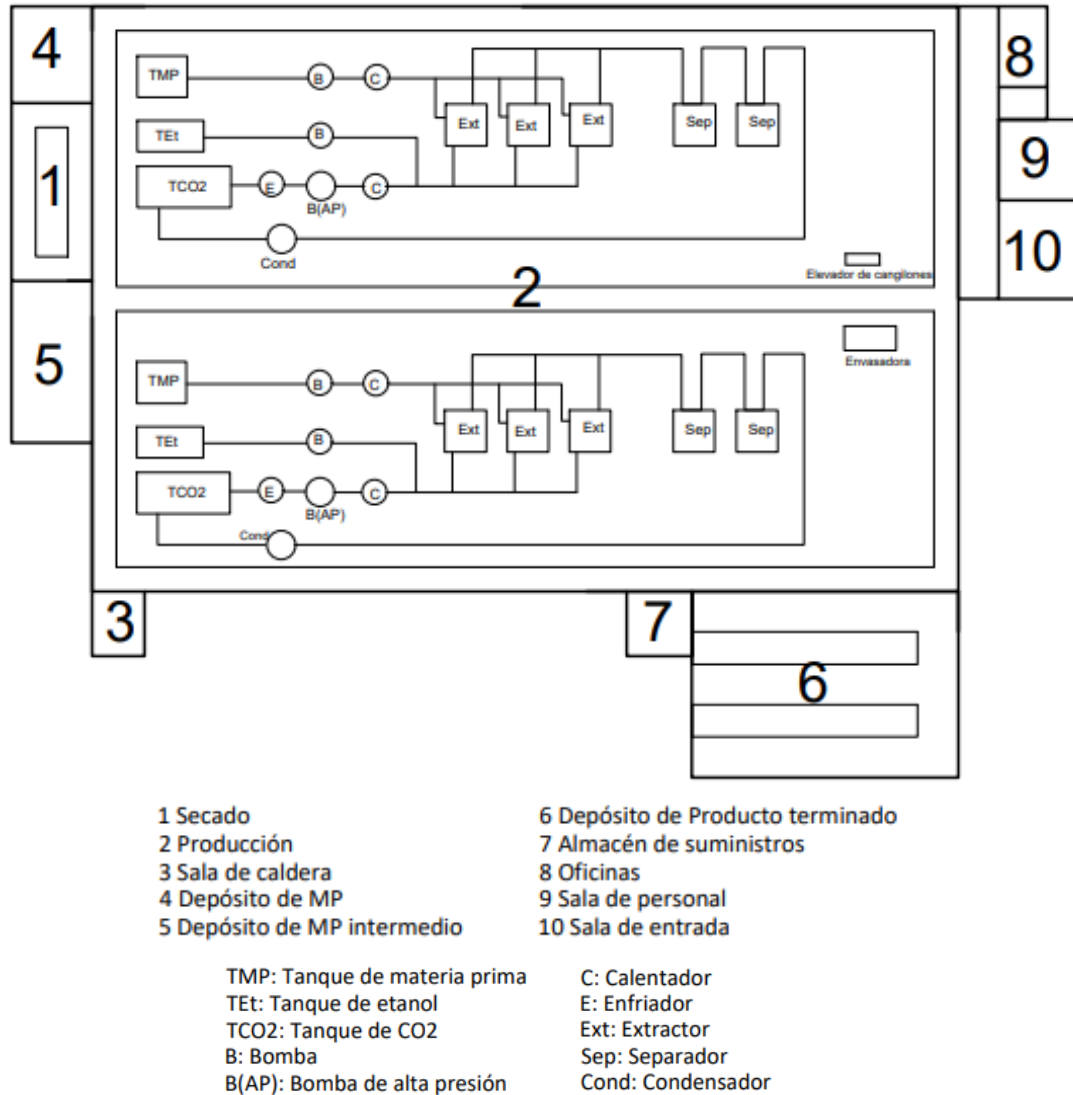 4
8
TMP
B
C
Ext
Ext
Ext
Sep
Sep
TEt
B
1
9
TCO2
E
B(AP)
C
10
Cond
Elevador de cangilones
2
5
Envasadora
TMP
B
C
Ext
Ext
Ext
Sep
Sep
TEt
B
TCO2
E
B(AP)
C
Cond
3
7
6
1 Secado
2 Producción
3 Sala de caldera
4 Depósito de MP
5 Depósito de MP intermedio
6 Depósito de Producto terminado
7 Almacén de suministros
8 Oficinas
9 Sala de personal
10 Sala de entrada
TMP: Tanque de materia prima
TEt: Tanque de etanol
TCO2: Tanque de CO2
B: Bomba
B(AP): Bomba de alta presión
C: Calentador
E: Enfriador
Ext: Extractor
Sep: Separador
Cond: Condensador